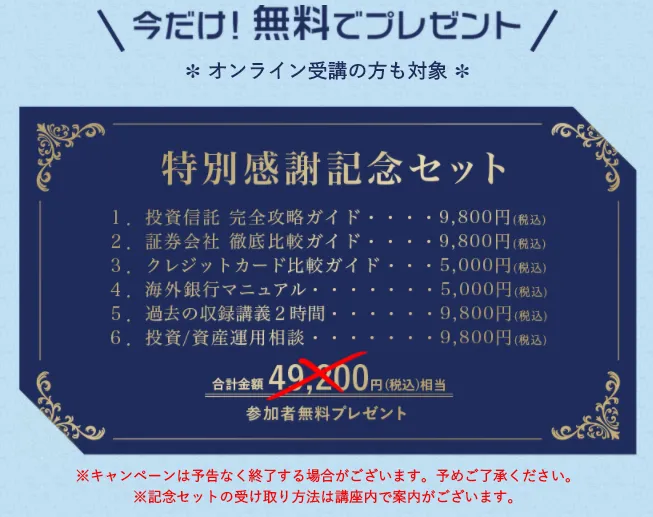 今だけ！無料でプレゼント
＊オンライン受講の方も対象＊
特別感謝記念セット
1．投資信託 完全攻略ガイド・・・・9,800円(税込)
2．証券会社 徹底比較ガイド・・・・9,800円(税込)
3．クレジットカード比較ガイド・・・5,000円(税込)
4．海外銀行マニュアル・・・・・・・5,000円(税込)
5．過去の収録講義２時間・・・・・・9,800円(税込)
6．投資/資産運用相談・・・・・・・9,800円(税込)
合計金額 49,200円(税込)相当
参加者無料プレゼント
※キャンペーンは予告なく終了する場合がございます。予めご了承ください。
※記念セットの受け取り方法は講座内で案内がございます。